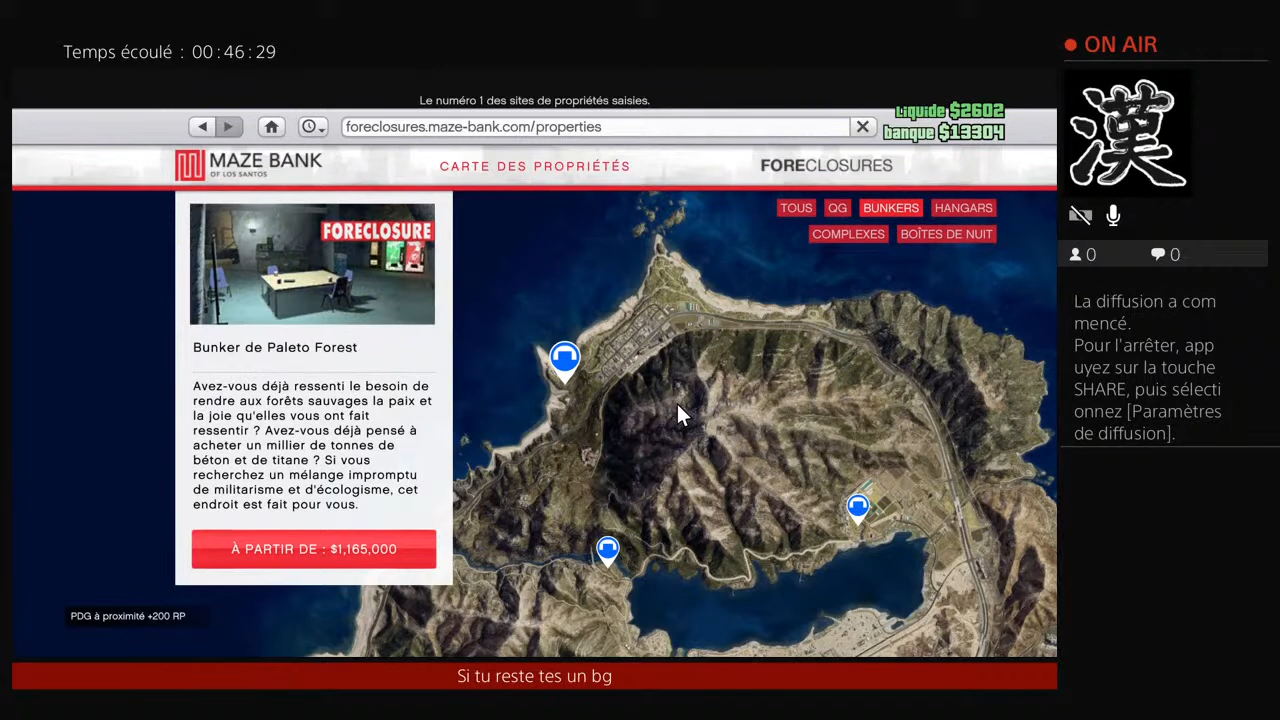 Temps écoulé : 00:46:29
ON AIR
Le numéro 1 des sites de propriétés saisies.
Liquide $2602
banque $13304
foreclosures.maze-bank.com/properties
MAZE BANK
OF LOS SANTOS
CARTE DES PROPRIÉTÉS
FORECLOSURES
漢
TOUS
QG
BUNKERS
HANGARS
COMPLEXES
BOÎTES DE NUIT
FORECLOSURE
Bunker de Paleto Forest
Avez-vous déjà ressenti le besoin de
rendre aux forêts sauvages la paix et
la joie qu'elles vous ont fait
ressentir ? Avez-vous déjà pensé à
acheter un millier de tonnes de
béton et de titane ? Si vous
recherchez un mélange impromptu
de militarisme et d'écologisme, cet
endroit est fait pour vous.
À PARTIR DE : $1,165,000
PDG à proximité +200 RP
Si tu reste tes un bg
0
0
La diffusion a com
mencé.
Pour l'arrêter, app
uyez sur la touche
SHARE, puis sélecti
onnez [Paramètres
de diffusion].